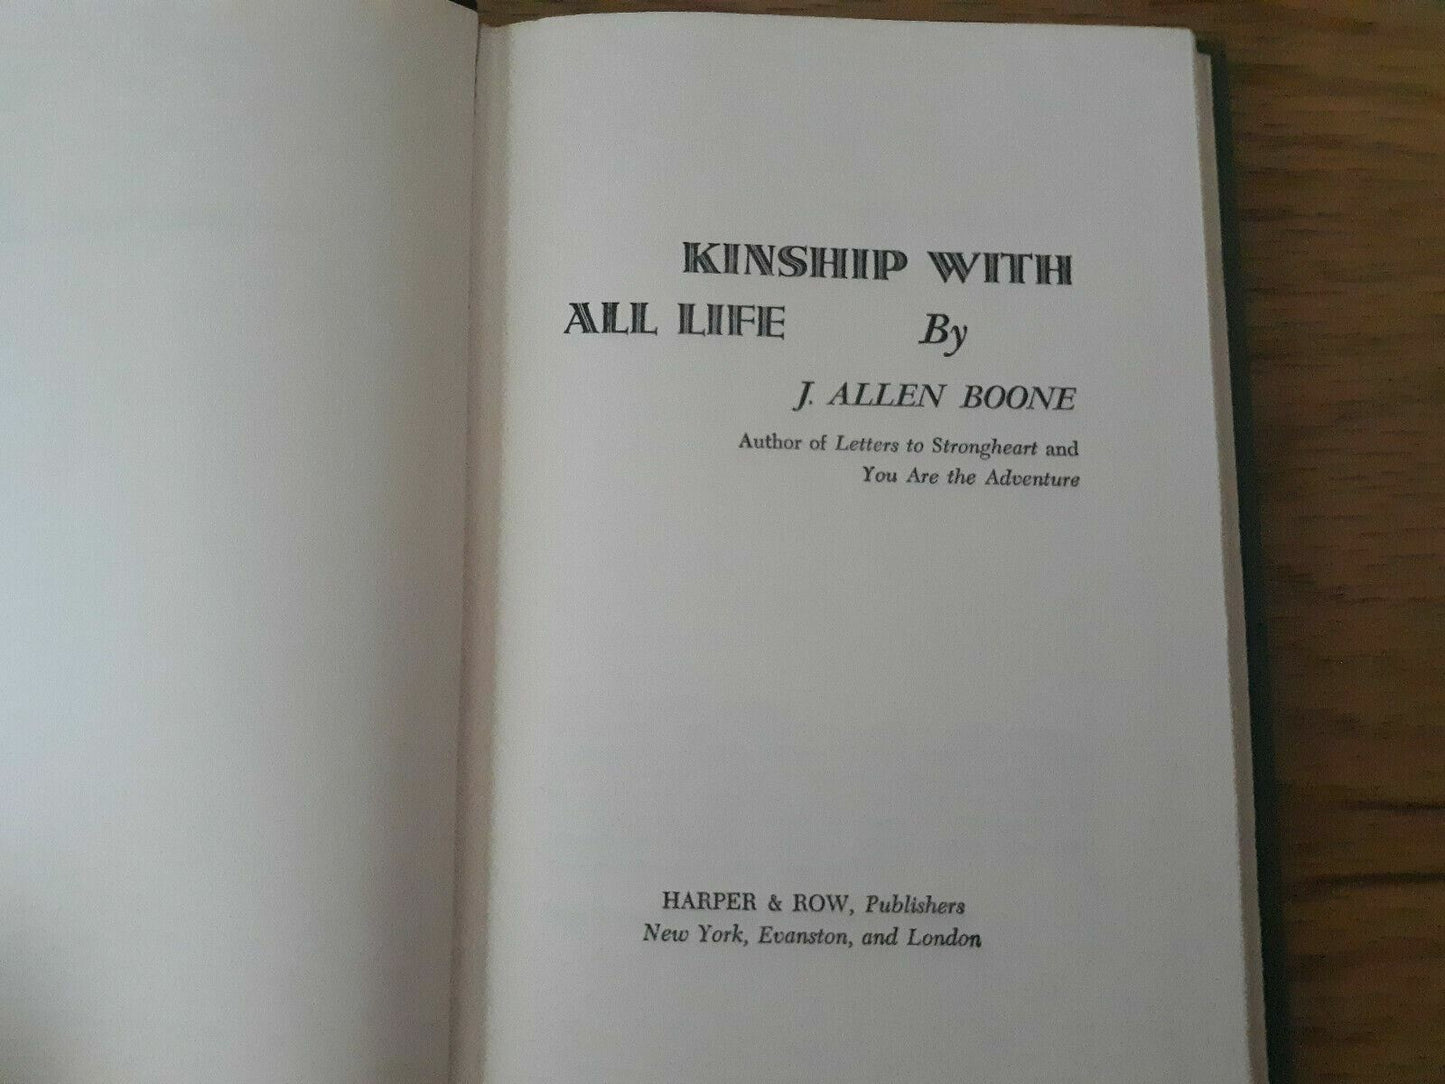 KINSHIP WITH
ALL LIFE By
J. ALLEN BOONE
Author of Letters to Strongheart and
You Are the Adventure
HARPER & ROW, Publishers
New York, Evanston, and London